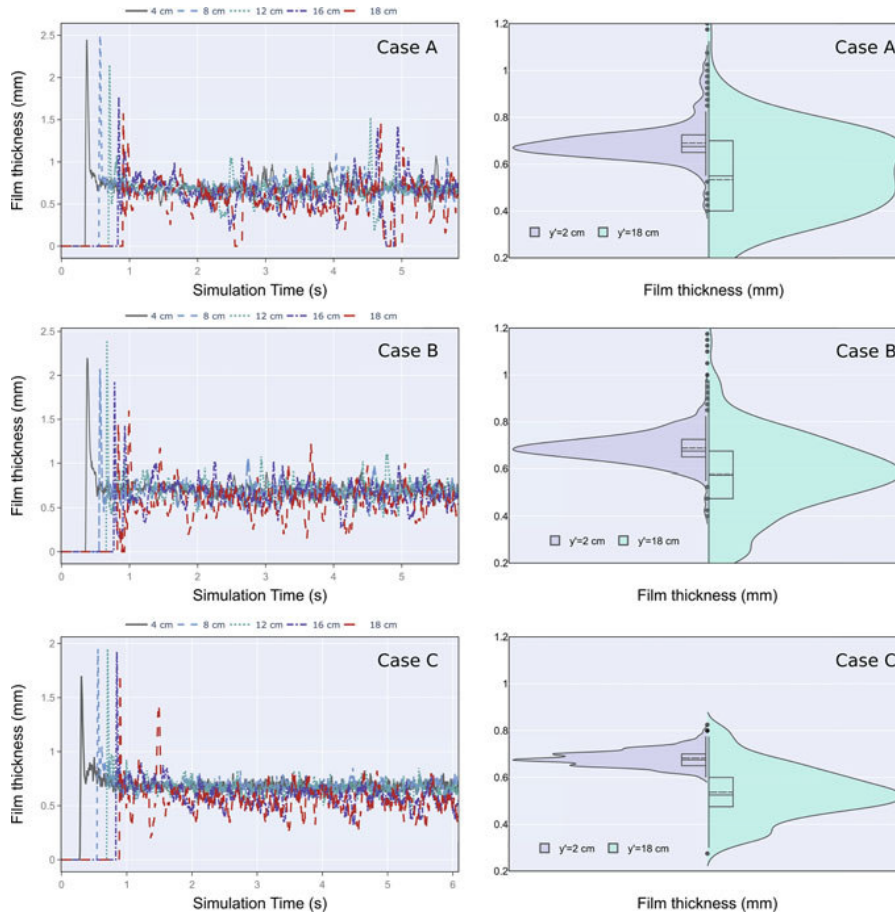 4 cm 8 cm 12 cm 16 cm 18 cm
Case A
Film thickness (mm)
2.5
2
1.5
1
0.5
0
0 1 2 3 4 5
Simulation Time (s)
Case A
1.2
1
0.8
0.6
0.4
0.2
y'=2 cm y'=18 cm
Film thickness (mm)
4 cm 8 cm 12 cm 16 cm 18 cm
Case B
Film thickness (mm)
2.5
2
1.5
1
0.5
0
0 1 2 3 4 5
Simulation Time (s)
Case B
1.2
1
0.8
0.6
0.4
0.2
y'=2 cm y'=18 cm
Film thickness (mm)
4 cm 8 cm 12 cm 16 cm 18 cm
Case C
Film thickness (mm)
2
1.5
1
0.5
0
0 1 2 3 4 5 6
Simulation Time (s)
Case C
1.2
1
0.8
0.6
0.4
0.2
y'=2 cm y'=18 cm
Film thickness (mm)